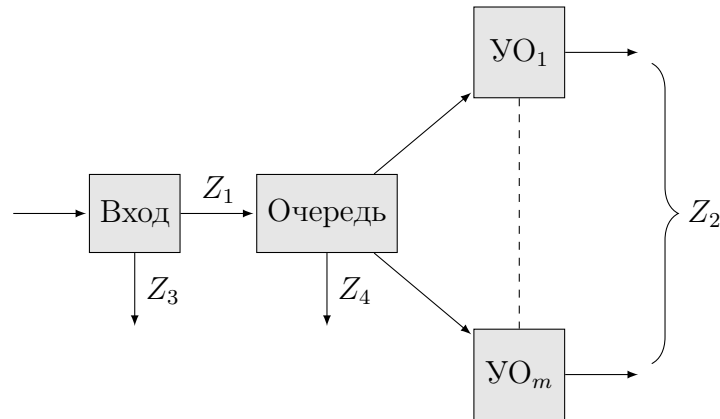 УО₁
Z₁
Вход
Очередь
Z₂
Z₃
Z₄
УОₘ